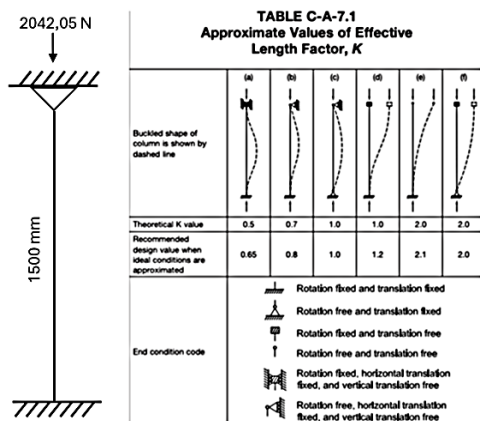 2042,05 N
1500 mm
TABLE C-A-7.1
Approximate Values of Effective
Length Factor, K
Buckled shape of
column is shown by
dashed line
(a) (b) (c) (d) (e) (f)
Theoretical K value 0.5 0.7 1.0 1.0 2.0 2.0
Recommended
design value when
ideal conditions are
approximated
0.65 0.8 1.0 1.2 2.1 2.0
End condition code
Rotation fixed and translation fixed
Rotation free and translation fixed
Rotation fixed and translation free
Rotation free and translation free
Rotation fixed, horizontal translation
fixed, and vertical translation free
Rotation free, horizontal translation
fixed, and vertical translation free